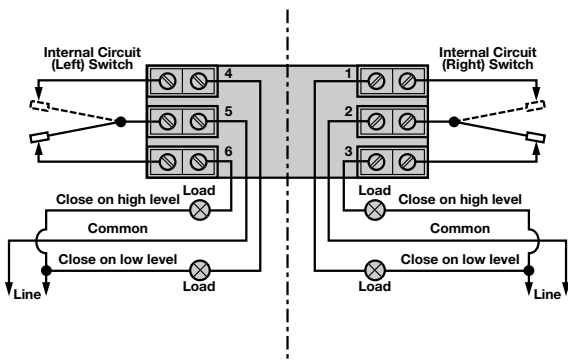 Internal Circuit
(Left) Switch
Internal Circuit
(Right) Switch
4
1
5
2
6
3
Load
Load
Close on high level
Close on high level
Common
Common
Close on low level
Close on low level
Load
Load
Line
Line